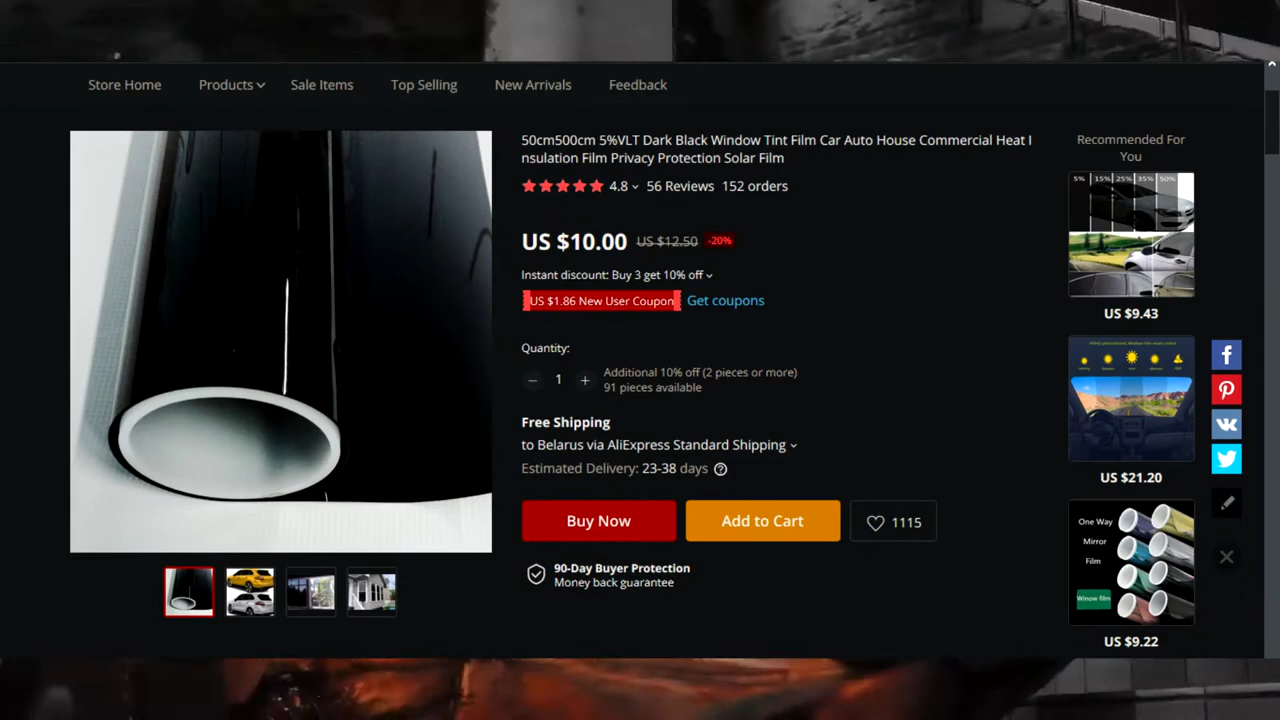 Store Home
Products
Sale Items
Top Selling
New Arrivals
Feedback
50cm500cm 5%VLT Dark Black Window Tint Film Car Auto House Commercial Heat I
nsulation Film Privacy Protection Solar Film
4.8
56 Reviews
152 orders
US $10.00
US $12.50
-20%
Instant discount: Buy 3 get 10% off
US $1.86 New User Coupon
Get coupons
Quantity:
1
Additional 10% off (2 pieces or more)
91 pieces available
Free Shipping
to Belarus via AliExpress Standard Shipping
Estimated Delivery: 23-38 days
Buy Now
Add to Cart
1115
90-Day Buyer Protection
Money back guarantee
Recommended For
You
5% 15% 25% 35% 50%
US $9.43
US $21.20
One Way
Mirror
Film
Winow film
US $9.22